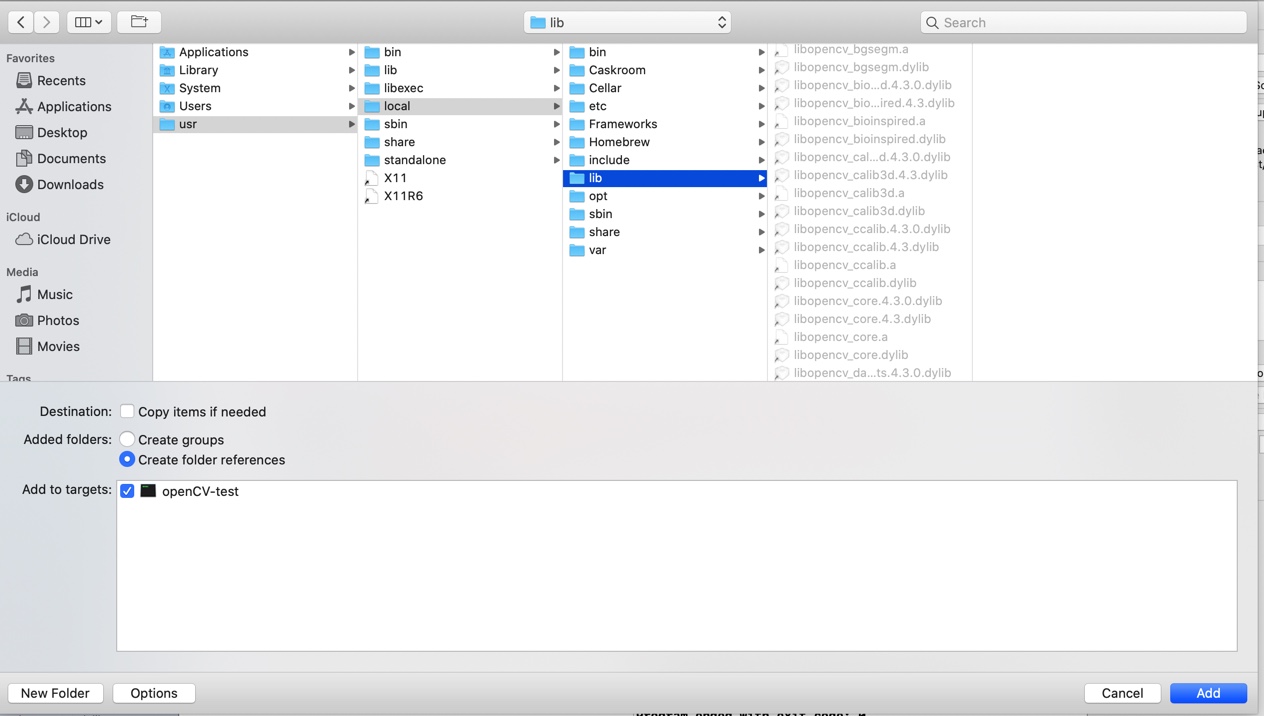 lib
Search
Favorites
Recents
Applications
Desktop
Documents
Downloads
iCloud
iCloud Drive
Media
Music
Photos
Movies
Tags
Applications
Library
System
Users
usr
bin
lib
libexec
local
sbin
share
standalone
X11
X11R6
bin
Caskroom
Cellar
etc
Frameworks
Homebrew
include
lib
opt
sbin
share
var
libopencv_bgsegm.a
libopencv_bgsegm.dylib
libopencv_bio...d.4.3.0.dylib
libopencv_bio...ired.4.3.dylib
libopencv_bioinspired.a
libopencv_bioinspired.dylib
libopencv_cal...d.4.3.0.dylib
libopencv_calib3d.4.3.dylib
libopencv_calib3d.a
libopencv_calib3d.dylib
libopencv_ccalib.4.3.0.dylib
libopencv_ccalib.4.3.dylib
libopencv_ccalib.a
libopencv_ccalib.dylib
libopencv_core.4.3.0.dylib
libopencv_core.4.3.dylib
libopencv_core.a
libopencv_core.dylib
libopencv_da...ts.4.3.0.dylib
Destination: Copy items if needed
Added folders: Create groups
Create folder references
Add to targets: openCV-test
New Folder Options Cancel Add
Program ended with exit code: